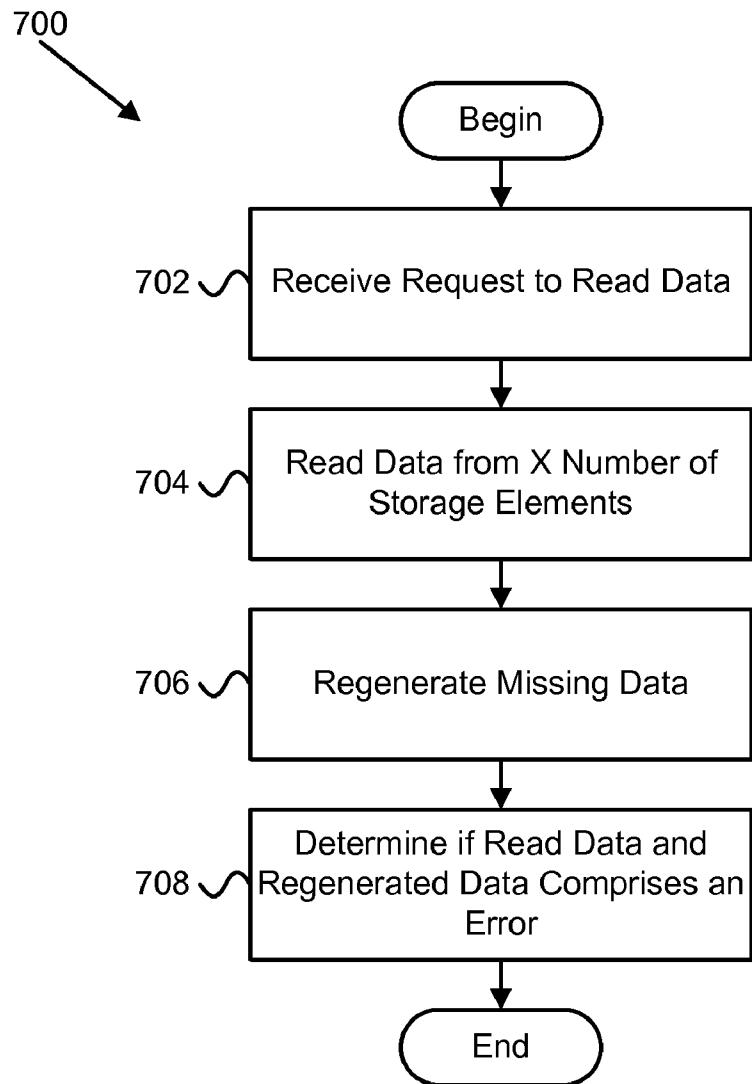 700
Begin
702
Receive Request to Read Data
704
Read Data from X Number of
Storage Elements
706
Regenerate Missing Data
708
Determine if Read Data and
Regenerated Data Comprises an
Error
End